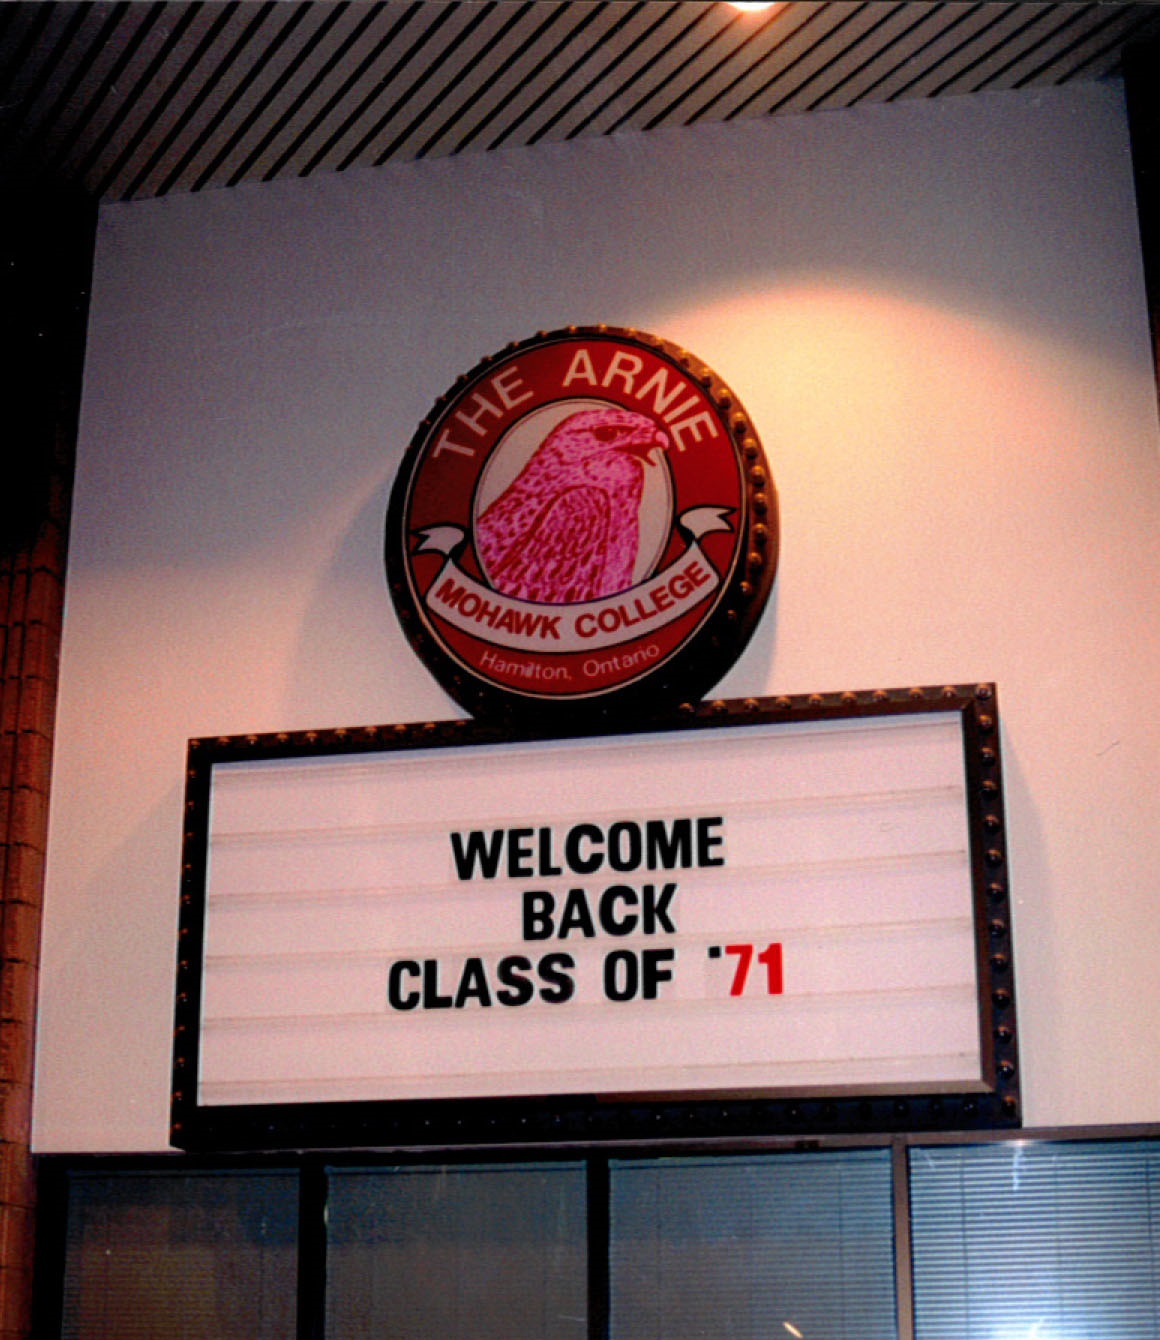 THE ARNIE
MOHAWK COLLEGE
Hamilton, Ontario
WELCOME
BACK
CLASS OF '71